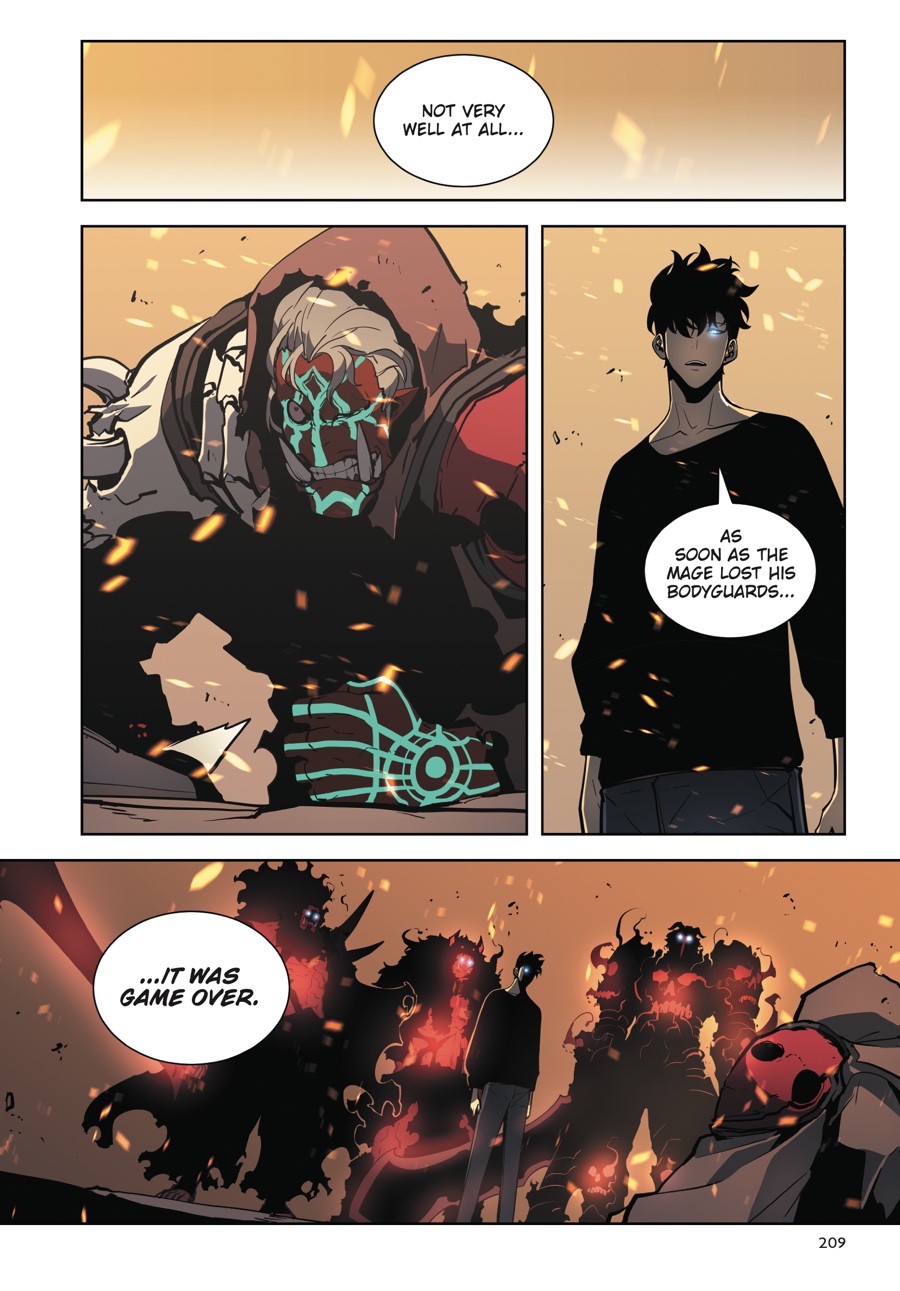 NOT VERY
WELL AT ALL...
AS
SOON AS THE
MAGE LOST HIS
BODYGUARDS...
...IT WAS
GAME OVER.
209